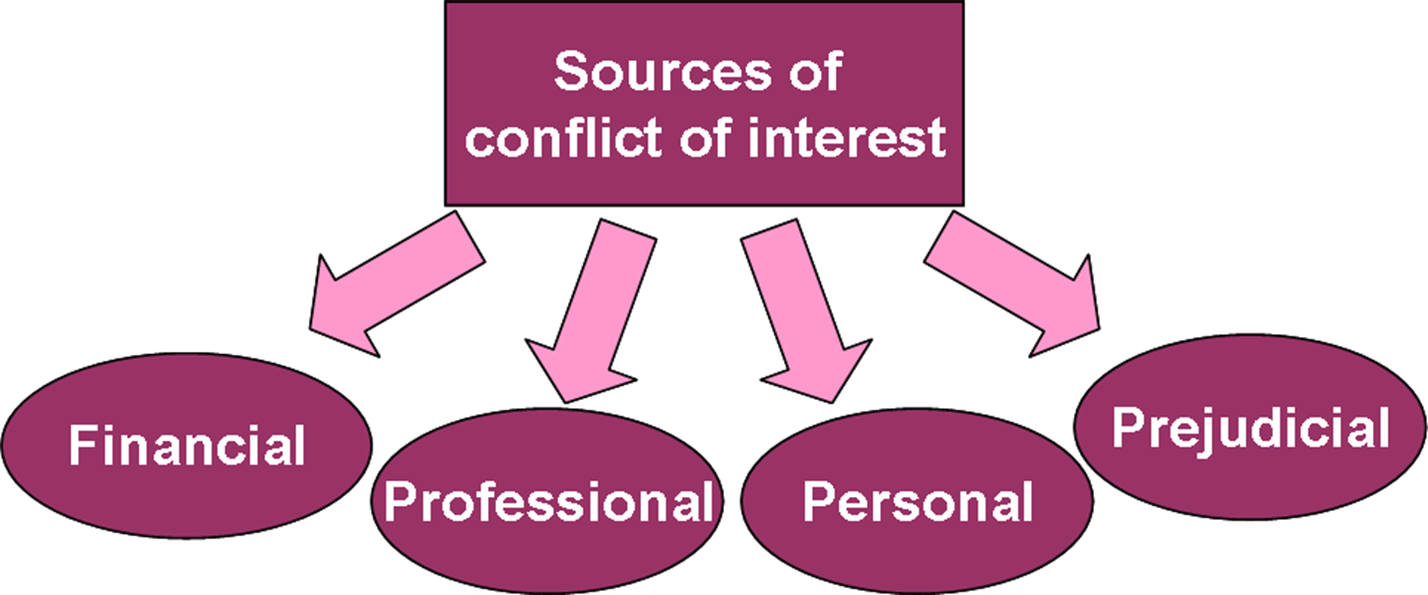 Sources of
conflict of interest
Financial
Professional
Personal
Prejudicial